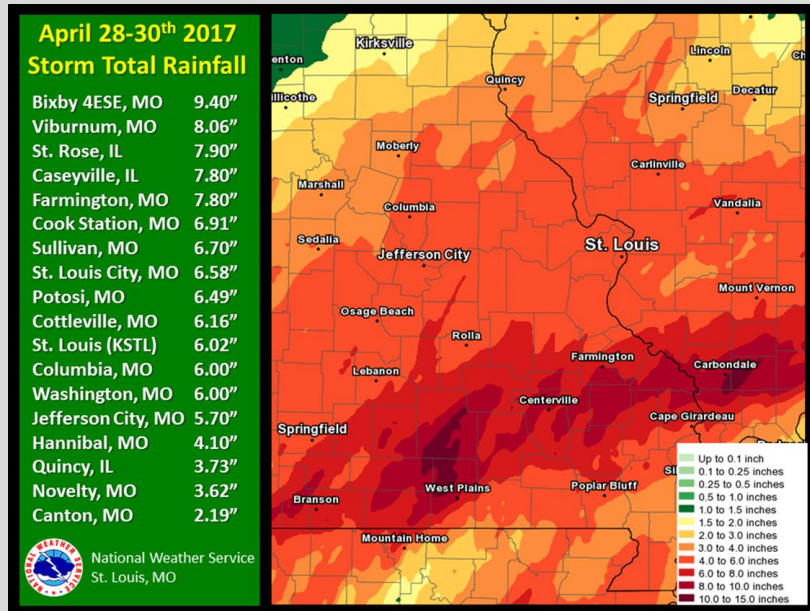 April 28-30th 2017
Storm Total Rainfall
Bixby 4ESE, MO 9.40”
Viburnum, MO 8.06”
St. Rose, IL 7.90”
Caseyville, IL 7.80”
Farmington, MO 7.80”
Cook Station, MO 6.91”
Sullivan, MO 6.70”
St. Louis City, MO 6.58”
Potosi, MO 6.49”
Cottleville, MO 6.16”
St. Louis (KSTL) 6.02”
Columbia, MO 6.00”
Washington, MO 6.00”
Jefferson City, MO 5.70”
Hannibal, MO 4.10”
Quincy, IL 3.73”
Novelty, MO 3.62”
Canton, MO 2.19”
NATIONAL WEATHER SERVICE
National Weather Service
St. Louis, MO
Kirksville
enton
Lincoln
Ch
Quincy
illicothe
Springfield
Decatur
Moberly
Carlinville
Marshall
Columbia
Vandalia
Sedalia
Jefferson City
St. Louis
Mount Vernon
Osage Beach
Rolla
Farmington
Carbondale
Lebanon
Centerville
Cape Girardeau
Springfield
West Plains
Poplar Bluff
Branson
Mountain Home
Up to 0.1 inch
0.1 to 0.25 inches
0.25 to 0.5 inches
0.5 to 1.0 inches
1.0 to 1.5 inches
1.5 to 2.0 inches
2.0 to 3.0 inches
3.0 to 4.0 inches
4.0 to 6.0 inches
6.0 to 8.0 inches
8.0 to 10.0 inches
10.0 to 15.0 inches